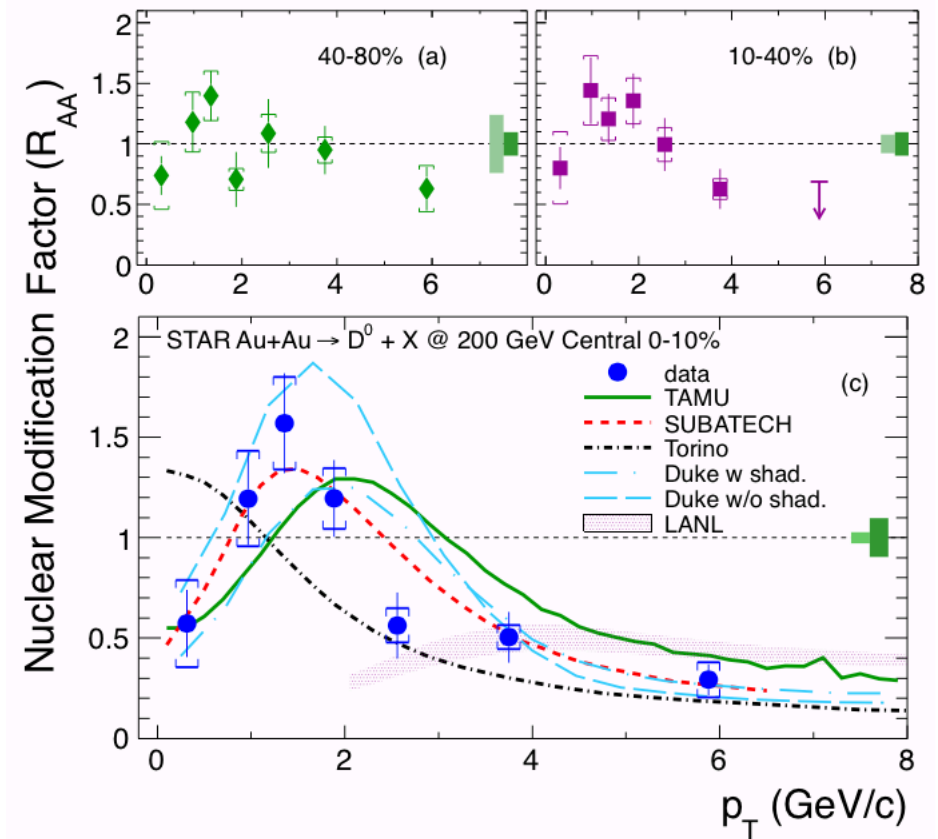 Nuclear Modification Factor (R_AA)
2
1.5
1
0.5
0
40-80% (a)
10-40% (b)
0 2 4 6
0 2 4 6 8
2
1.5
1
0.5
0
STAR Au+Au → D⁰ + X @ 200 GeV Central 0-10%
(c)
data
TAMU
SUBATECH
Torino
Duke w shad.
Duke w/o shad.
LANL
0 2 4 6 8
p_T (GeV/c)